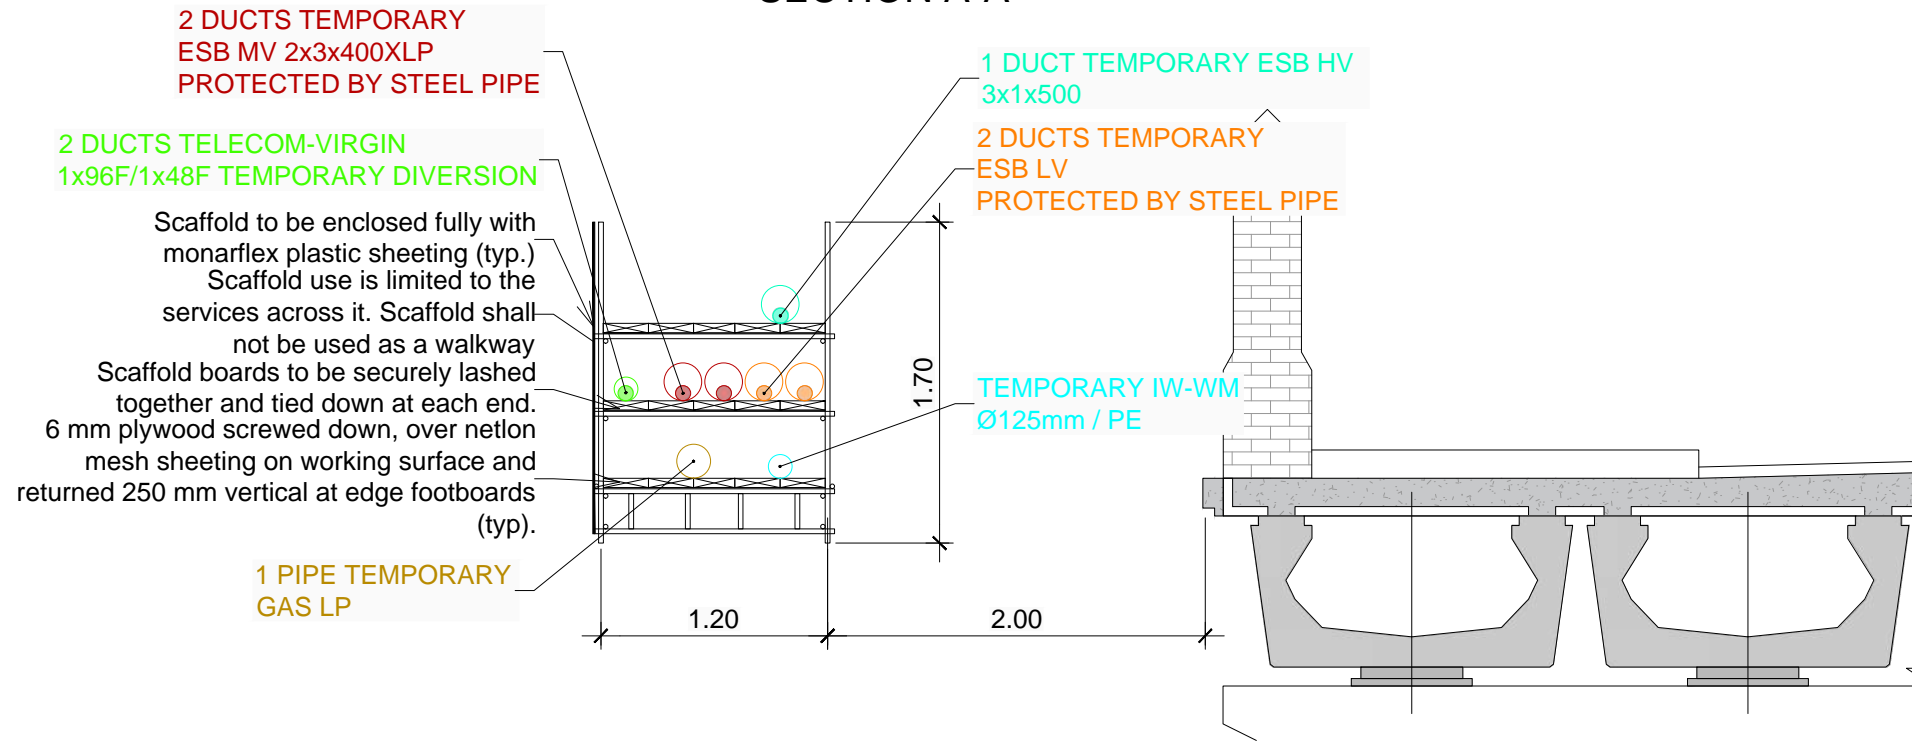 SECTION A-A
2 DUCTS TEMPORARY
ESB MV 2x3x400XLP
PROTECTED BY STEEL PIPE
1 DUCT TEMPORARY ESB HV
3x1x500
2 DUCTS TELECOM-VIRGIN
1x96F/1x48F TEMPORARY DIVERSION
2 DUCTS TEMPORARY
ESB LV
PROTECTED BY STEEL PIPE
Scaffold to be enclosed fully with
monarflex plastic sheeting (typ.)
Scaffold use is limited to the
services across it. Scaffold shall
not be used as a walkway
Scaffold boards to be securely lashed
together and tied down at each end.
6 mm plywood screwed down, over netlon
mesh sheeting on working surface and
returned 250 mm vertical at edge footboards
(typ).
1.70
TEMPORARY IW-WM
Ø125mm / PE
1 PIPE TEMPORARY
GAS LP
1.20
2.00